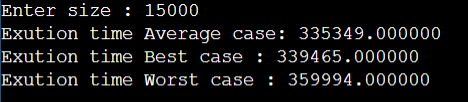 Enter size : 15000
Exution time Average case: 335349.000000
Exution time Best case : 339465.000000
Exution time Worst case : 359994.000000